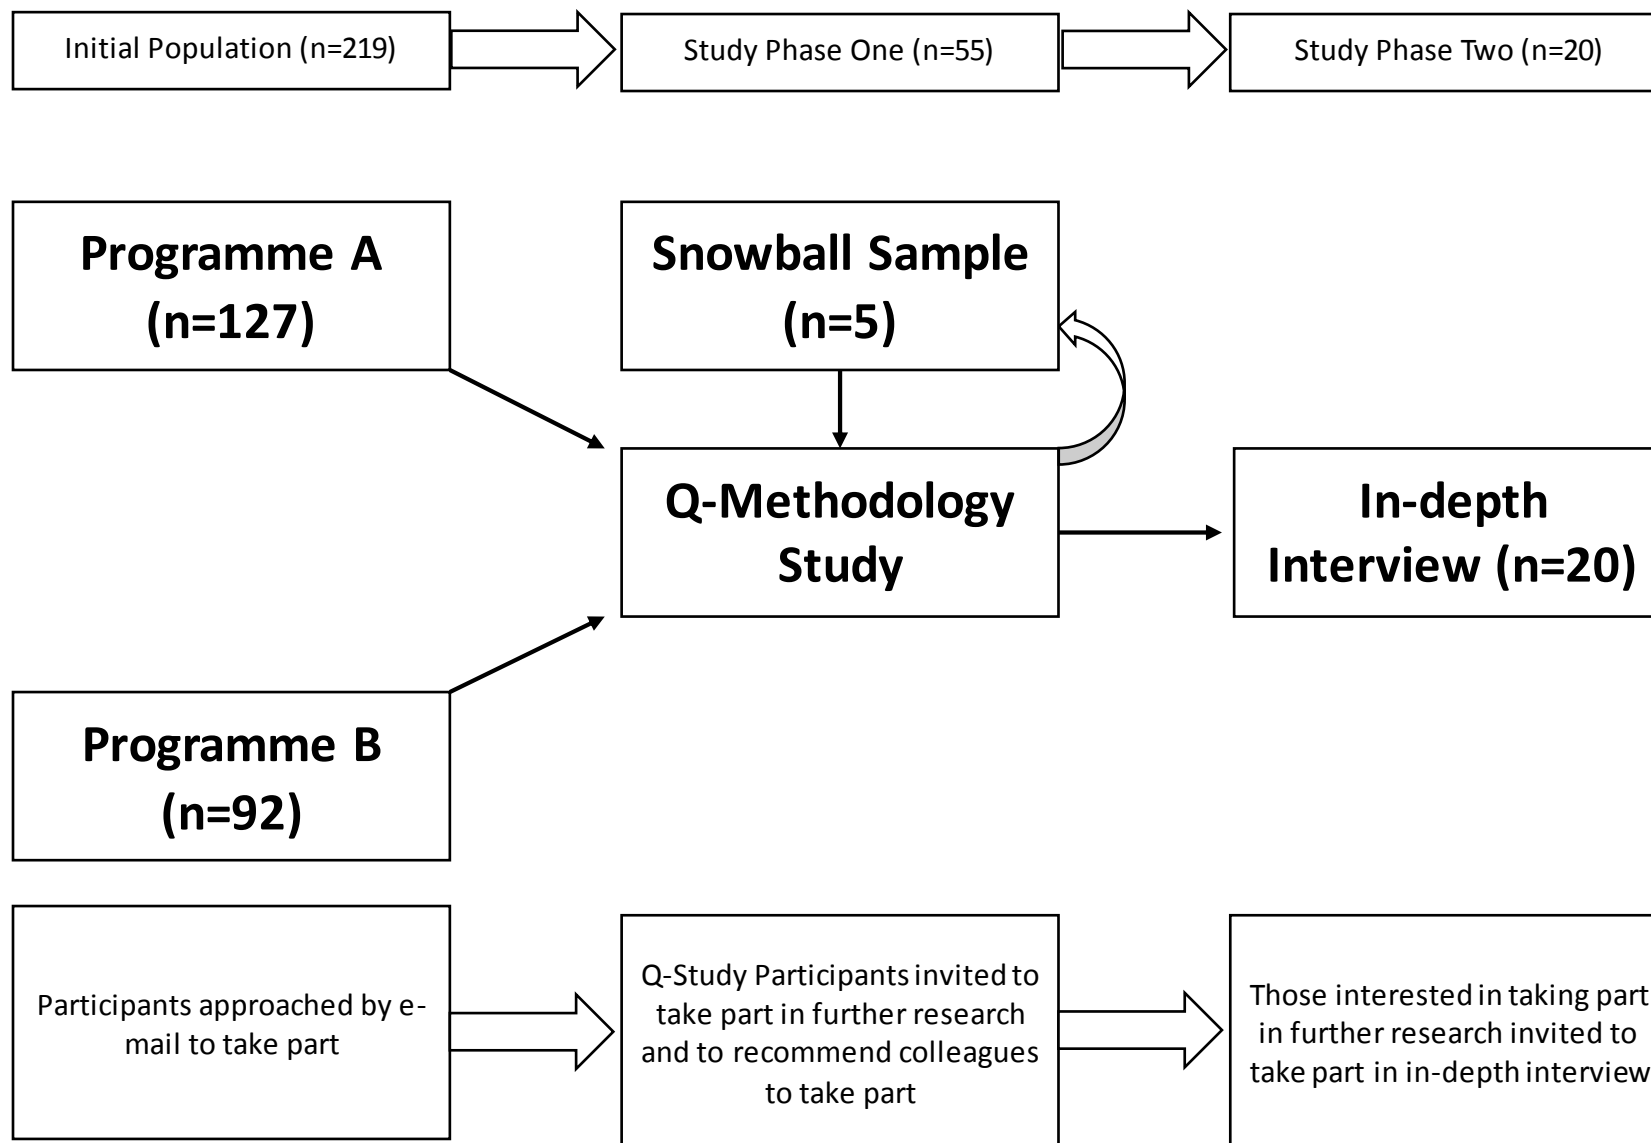 Initial Population (n=219)
Study Phase One (n=55)
Study Phase Two (n=20)
Programme A
(n=127)
Snowball Sample
(n=5)
Q-Methodology
Study
In-depth
Interview (n=20)
Programme B
(n=92)
Participants approached by e-
mail to take part
Q-Study Participants invited to
take part in further research
and to recommend colleagues
to take part
Those interested in taking part
in further research invited to
take part in in-depth interview